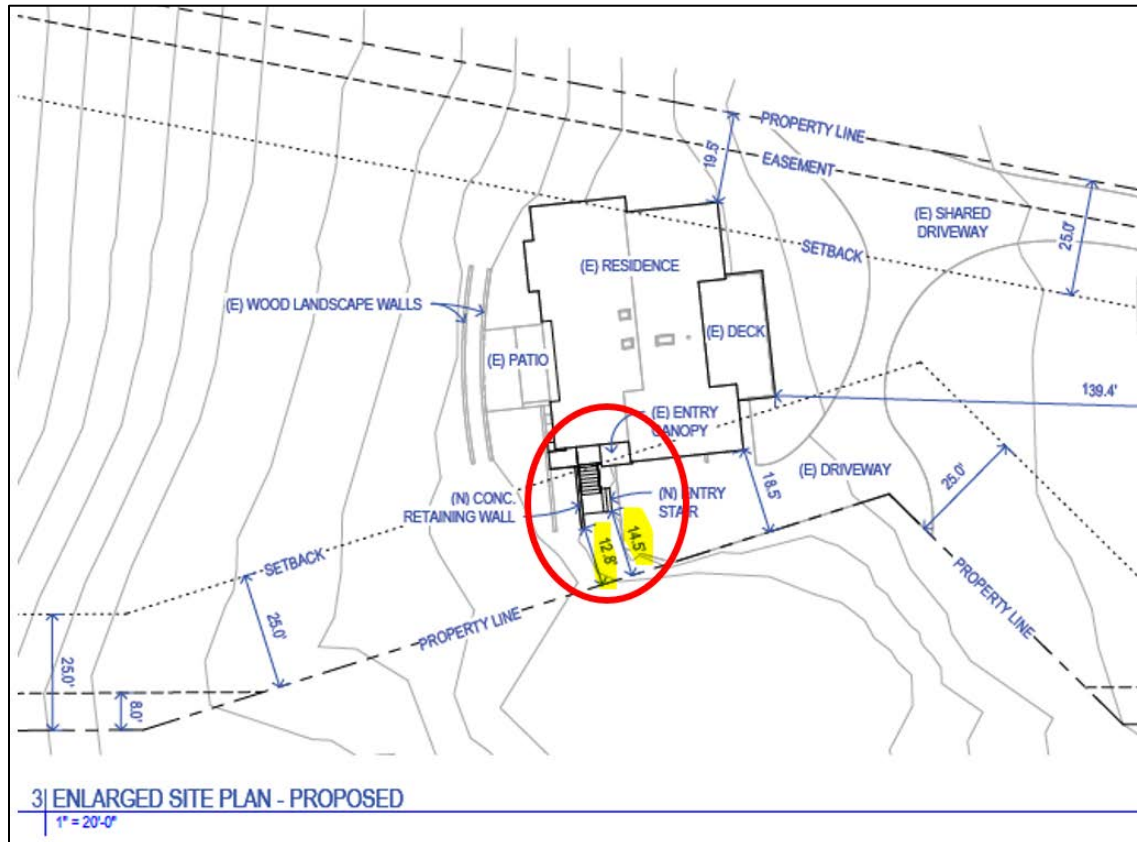 PROPERTY LINE
EASEMENT
19.5'
(E) SHARED
DRIVEWAY
25.0'
SETBACK
(E) RESIDENCE
(E) WOOD LANDSCAPE WALLS
(E) DECK
(E) PATIO
139.4'
(E) ENTRY
CANOPY
(E) DRIVEWAY
18.5'
25.0'
(N) CONC.
RETAINING WALL
(N) ENTRY
STAIR
12.8'
14.5'
SETBACK
PROPERTY LINE
25.0'
PROPERTY LINE
25.0'
8.0'
3 ENLARGED SITE PLAN - PROPOSED
1" = 20'-0"